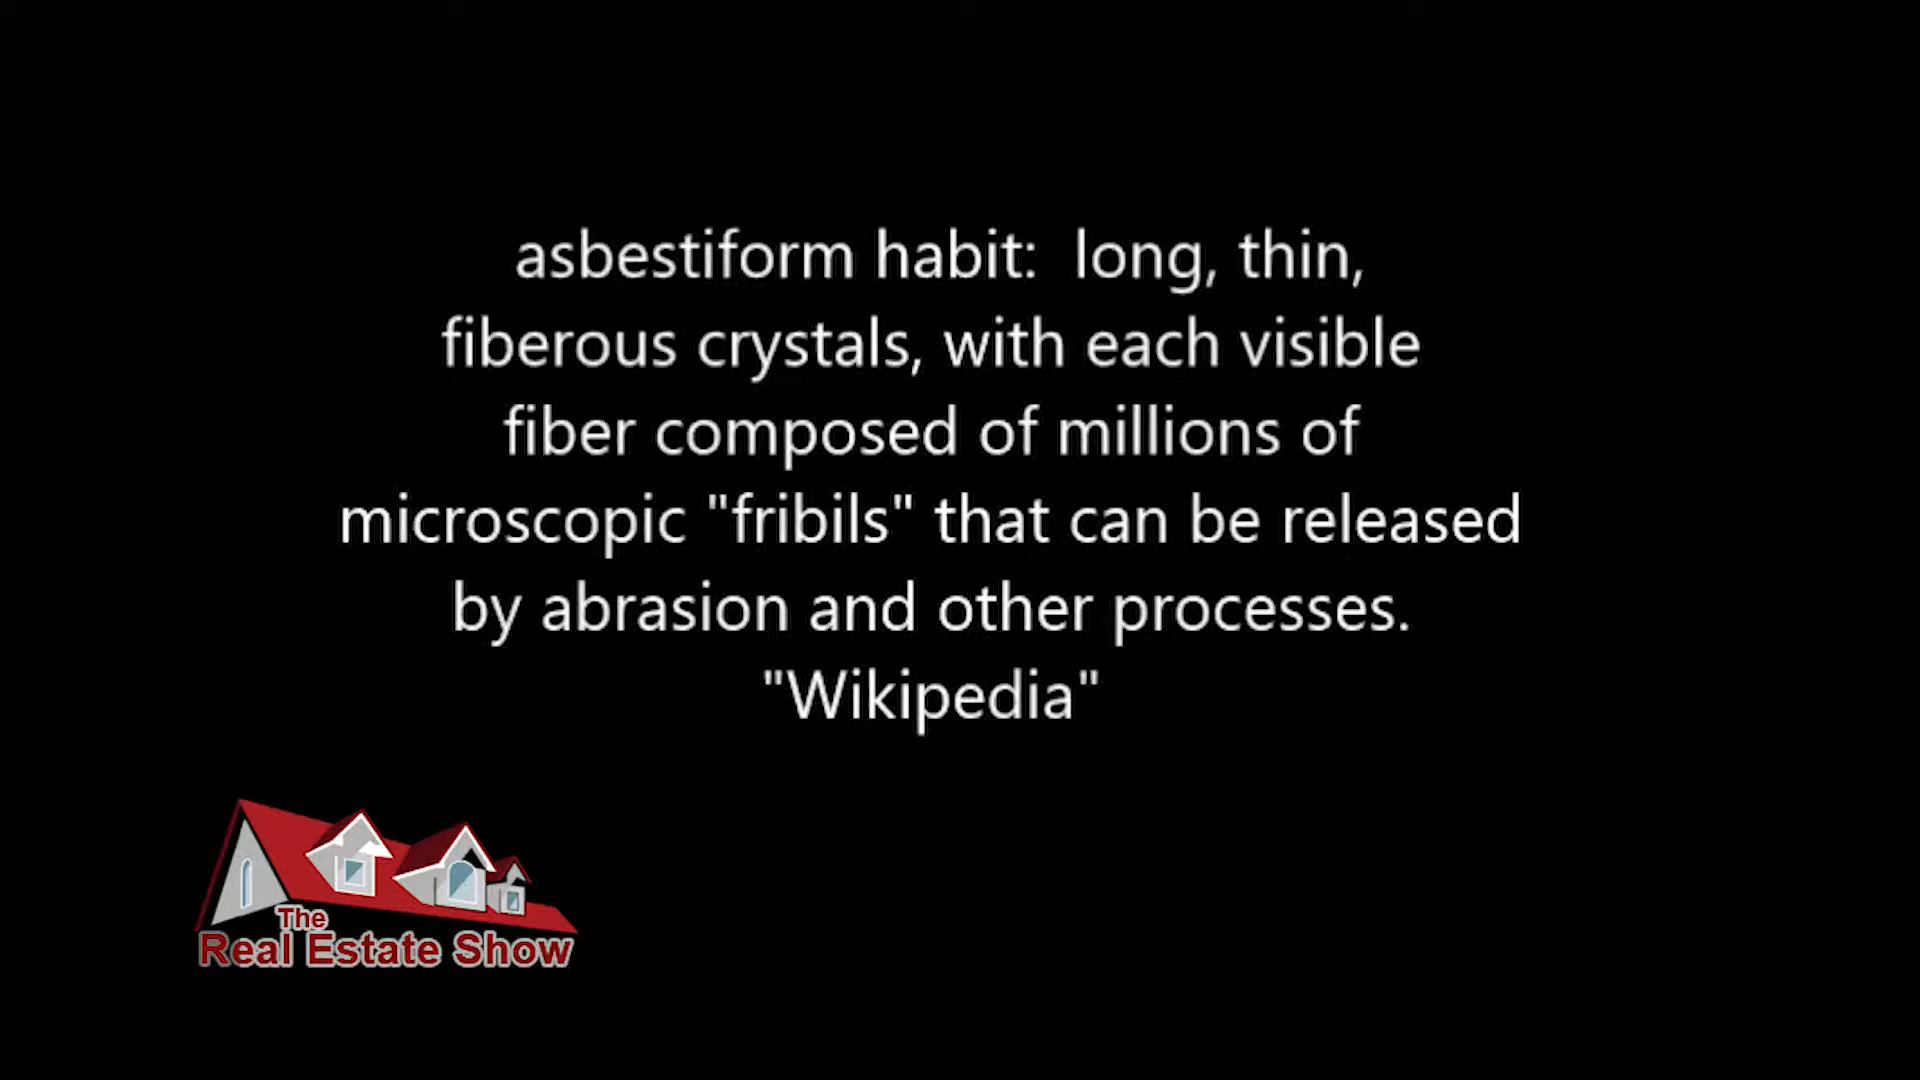 asbestiform habit:  long, thin,
fiberous crystals, with each visible
fiber composed of millions of
microscopic "fribils" that can be released
by abrasion and other processes.
"Wikipedia"
The
Real Estate Show